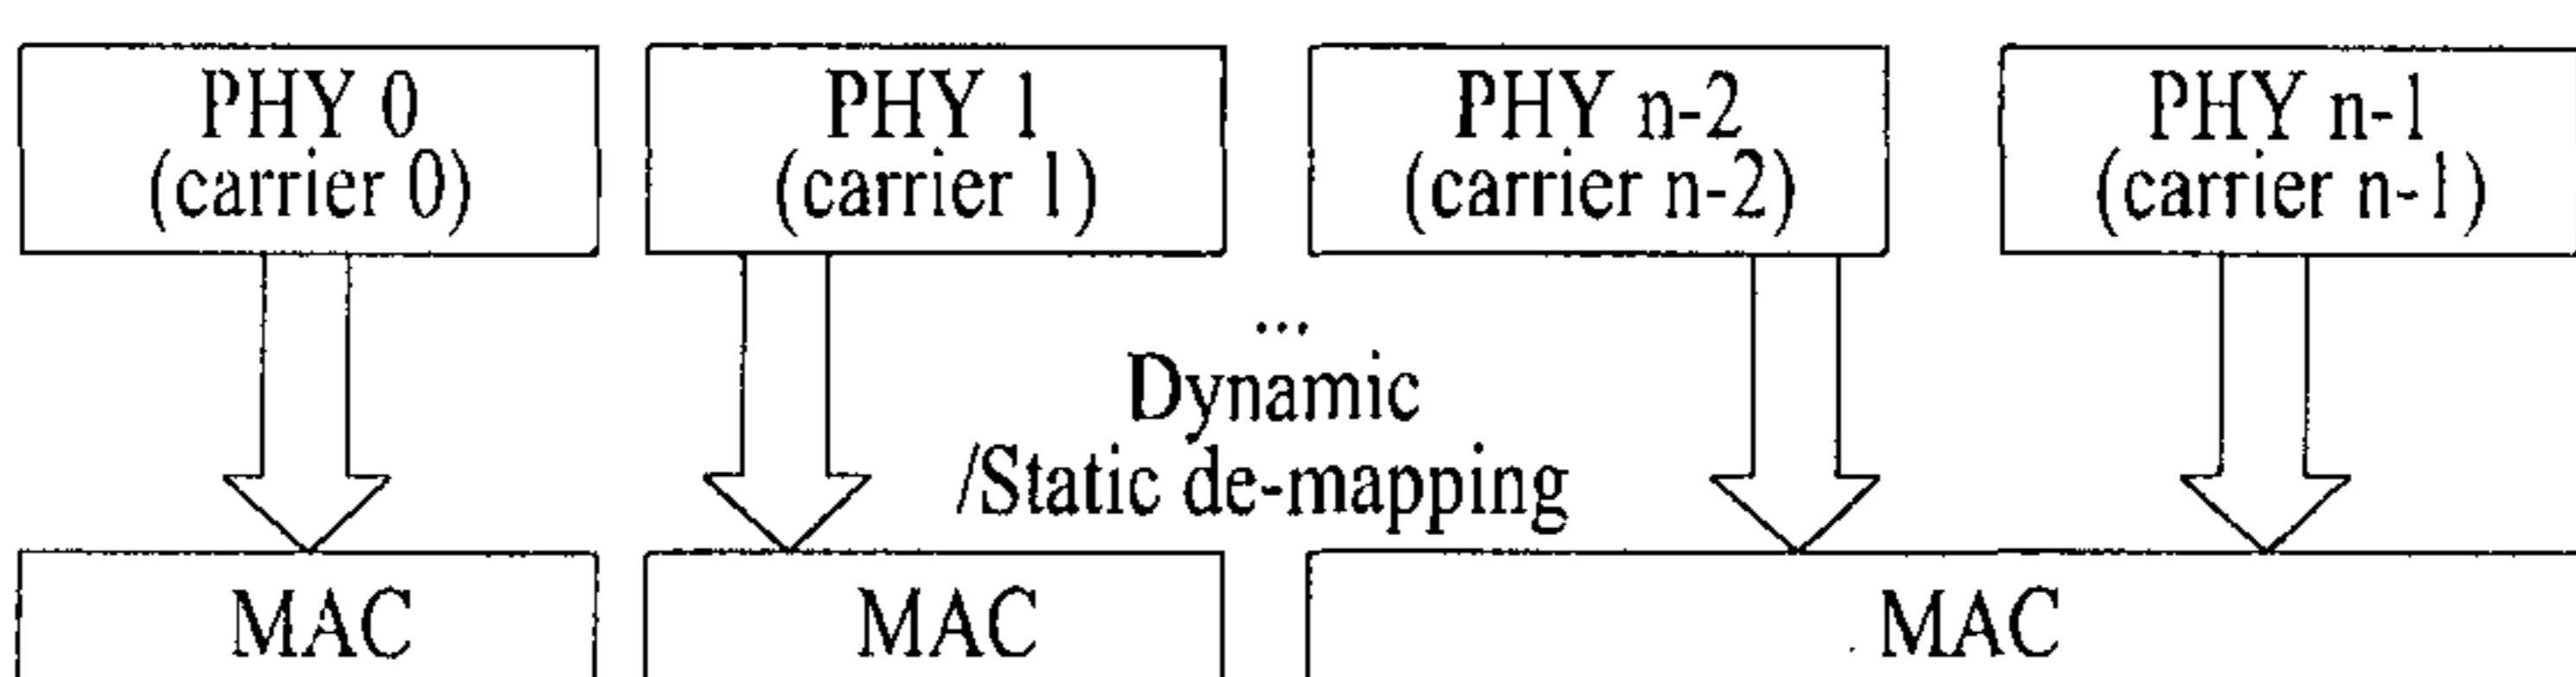 PHY 0
(carrier 0)
PHY 1
(carrier 1)
PHY n-2
(carrier n-2)
PHY n-1
(carrier n-1)
...
Dynamic
/Static de-mapping
MAC
MAC
MAC